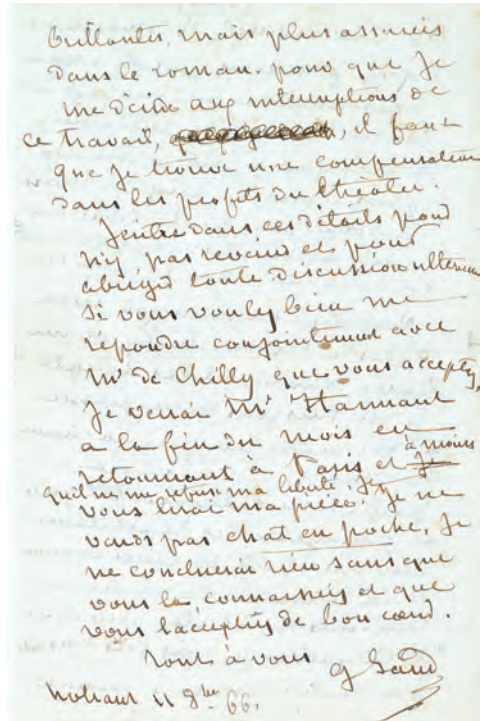 brillantes, mais plus assurées
dans le roman. pour que je
me décide aux interruptions de
ce travail, il faut
que je trouve une compensation
dans les profits du théâtre.
J'entre dans ces détails pour
n'y pas revenir et pour
abréger toute discussion ultérieure
si vous voulez bien me
répondre conjointement avec
Mr de Chilly que vous acceptez,
je verrai Mr Harmant
a la fin du mois en
retournant à Paris et je à moins
qu'il ne me refuse ma liberté, je
vous lirai ma pièce. Je ne
vends pas chat en poche, je
ne conclurai rien sans que
vous la connaissiez et que
vous l'acceptiez de bon cœur.
Tout à vous
G Sand
Nohant 11 8bre 66.